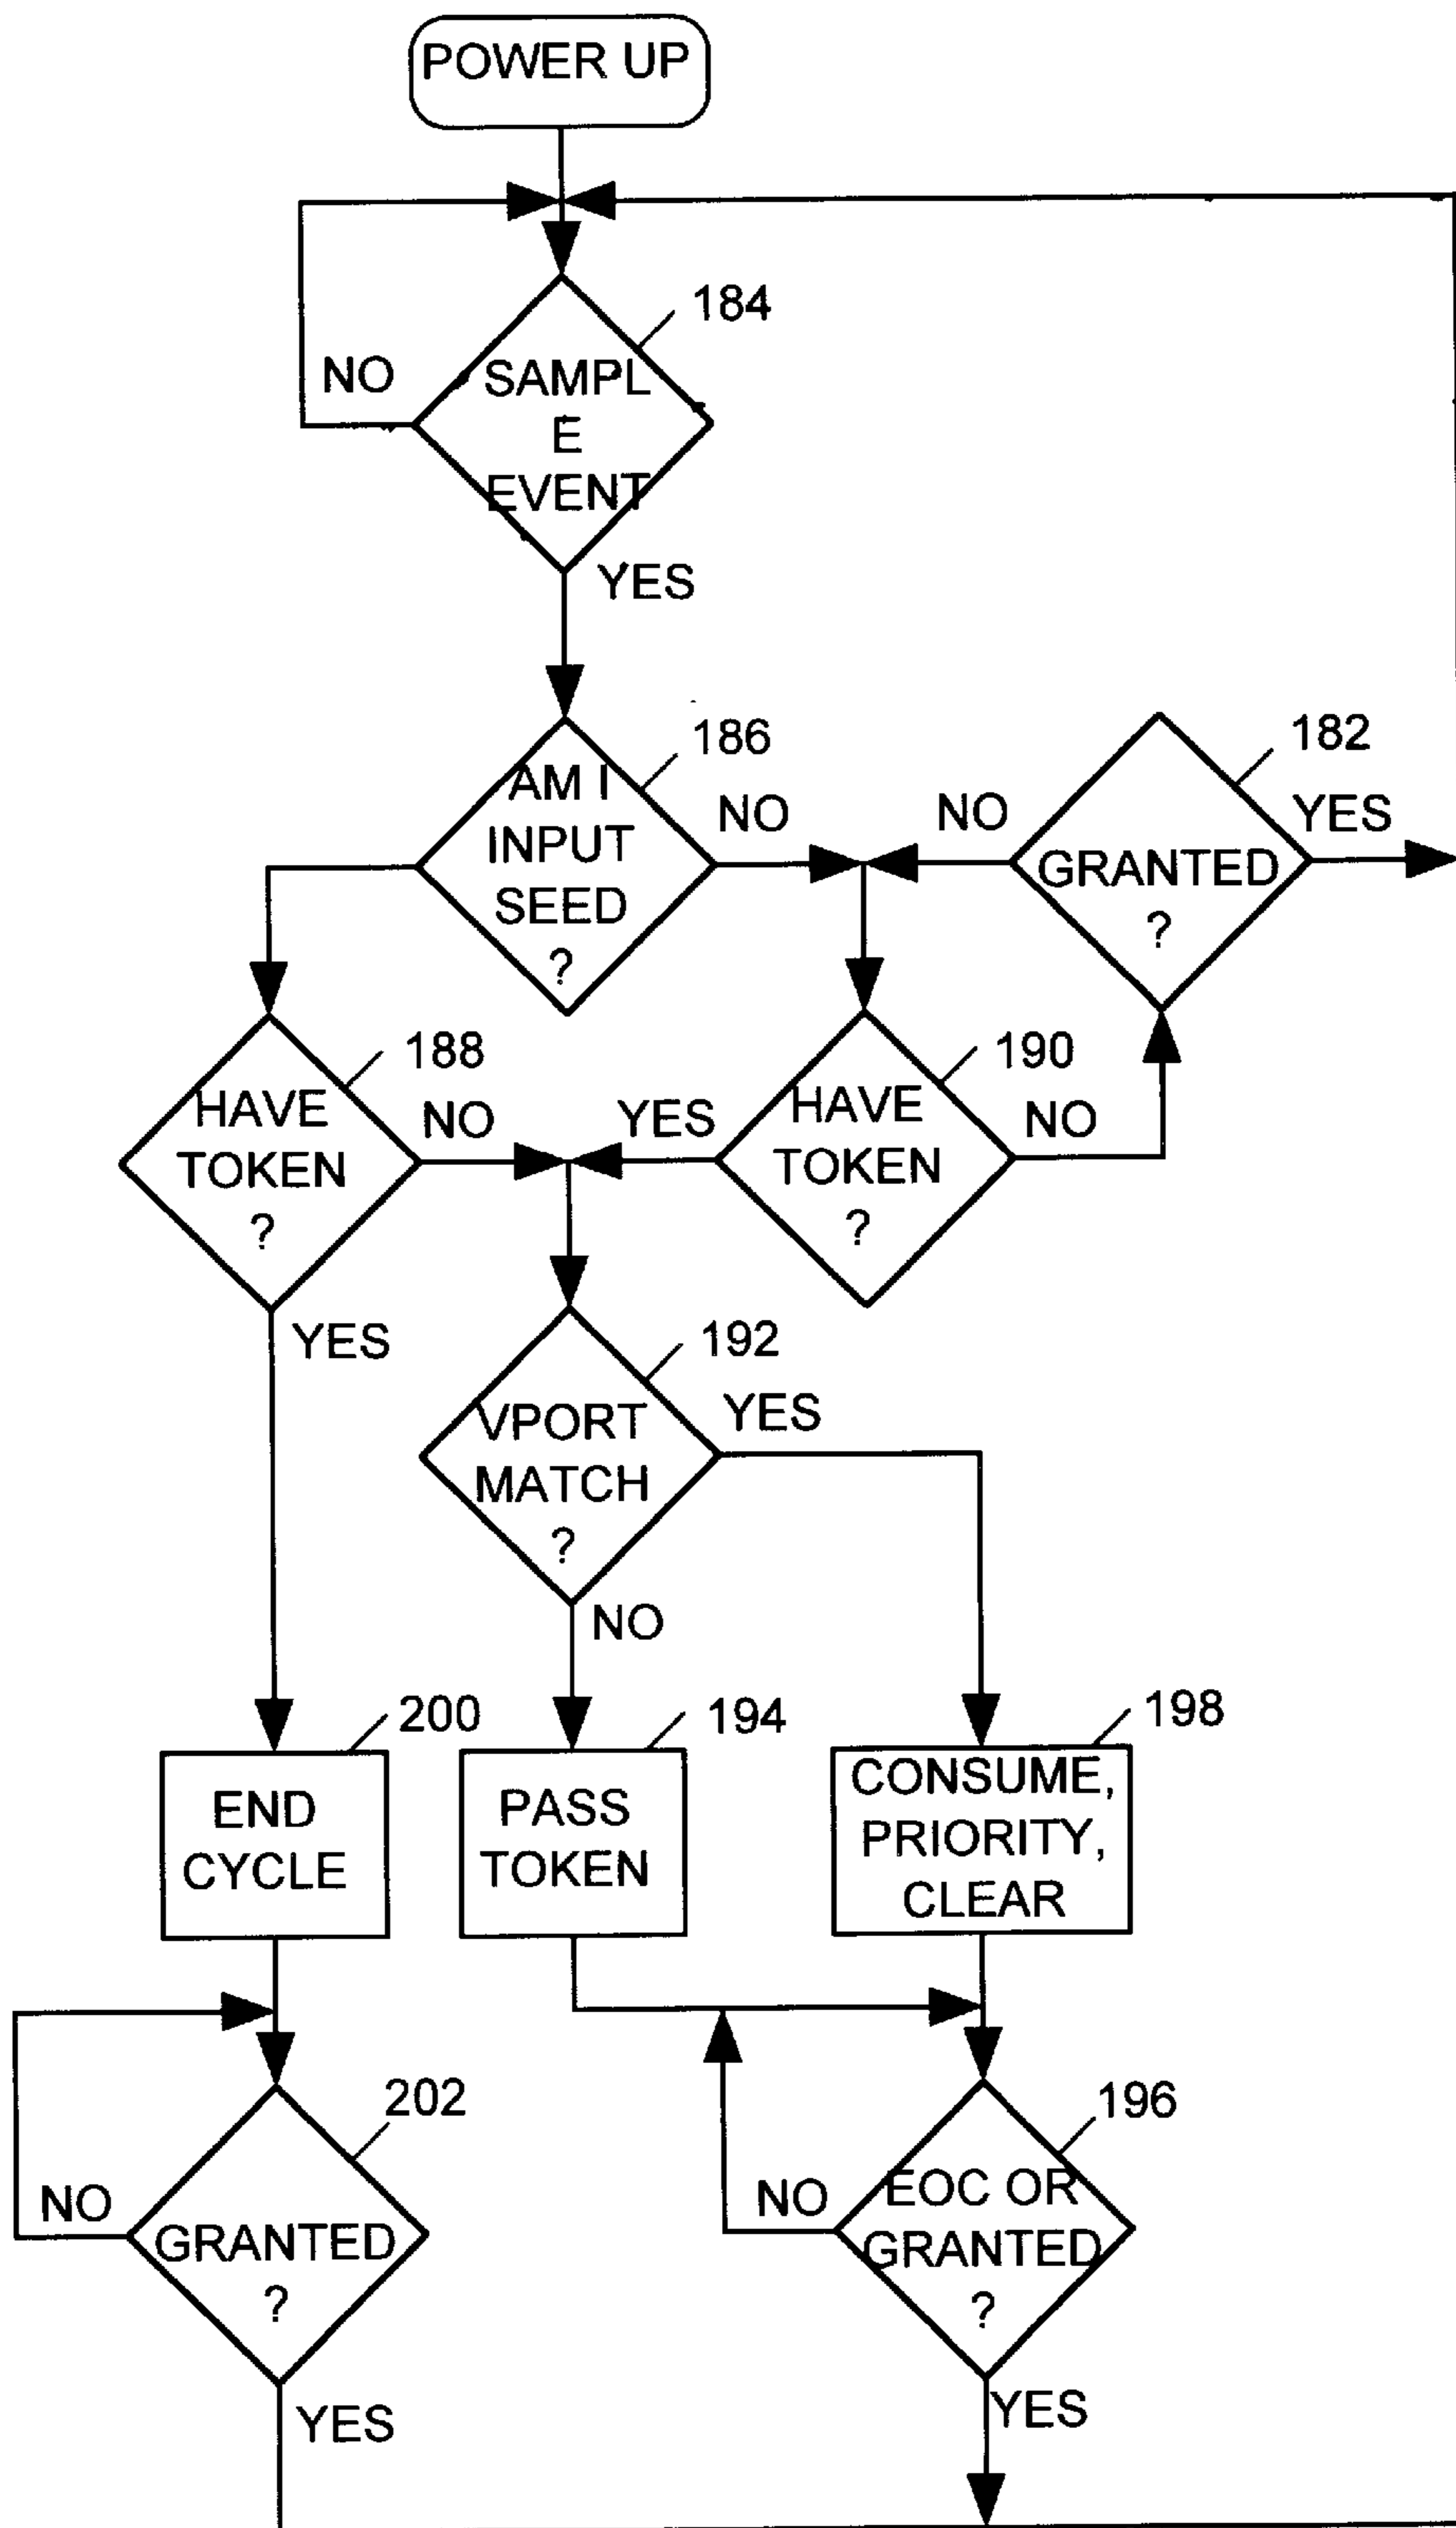 POWER UP
184
NO
SAMPL
E
EVENT
YES
186
182
AM I
INPUT
SEED
?
NO
NO
YES
GRANTED
?
188
190
HAVE
TOKEN
?
NO
YES
HAVE
TOKEN
?
NO
YES
192
VPORT
MATCH
?
YES
NO
200
194
198
END
CYCLE
PASS
TOKEN
CONSUME,
PRIORITY,
CLEAR
202
196
NO
GRANTED
?
NO
EOC OR
GRANTED
?
YES
YES